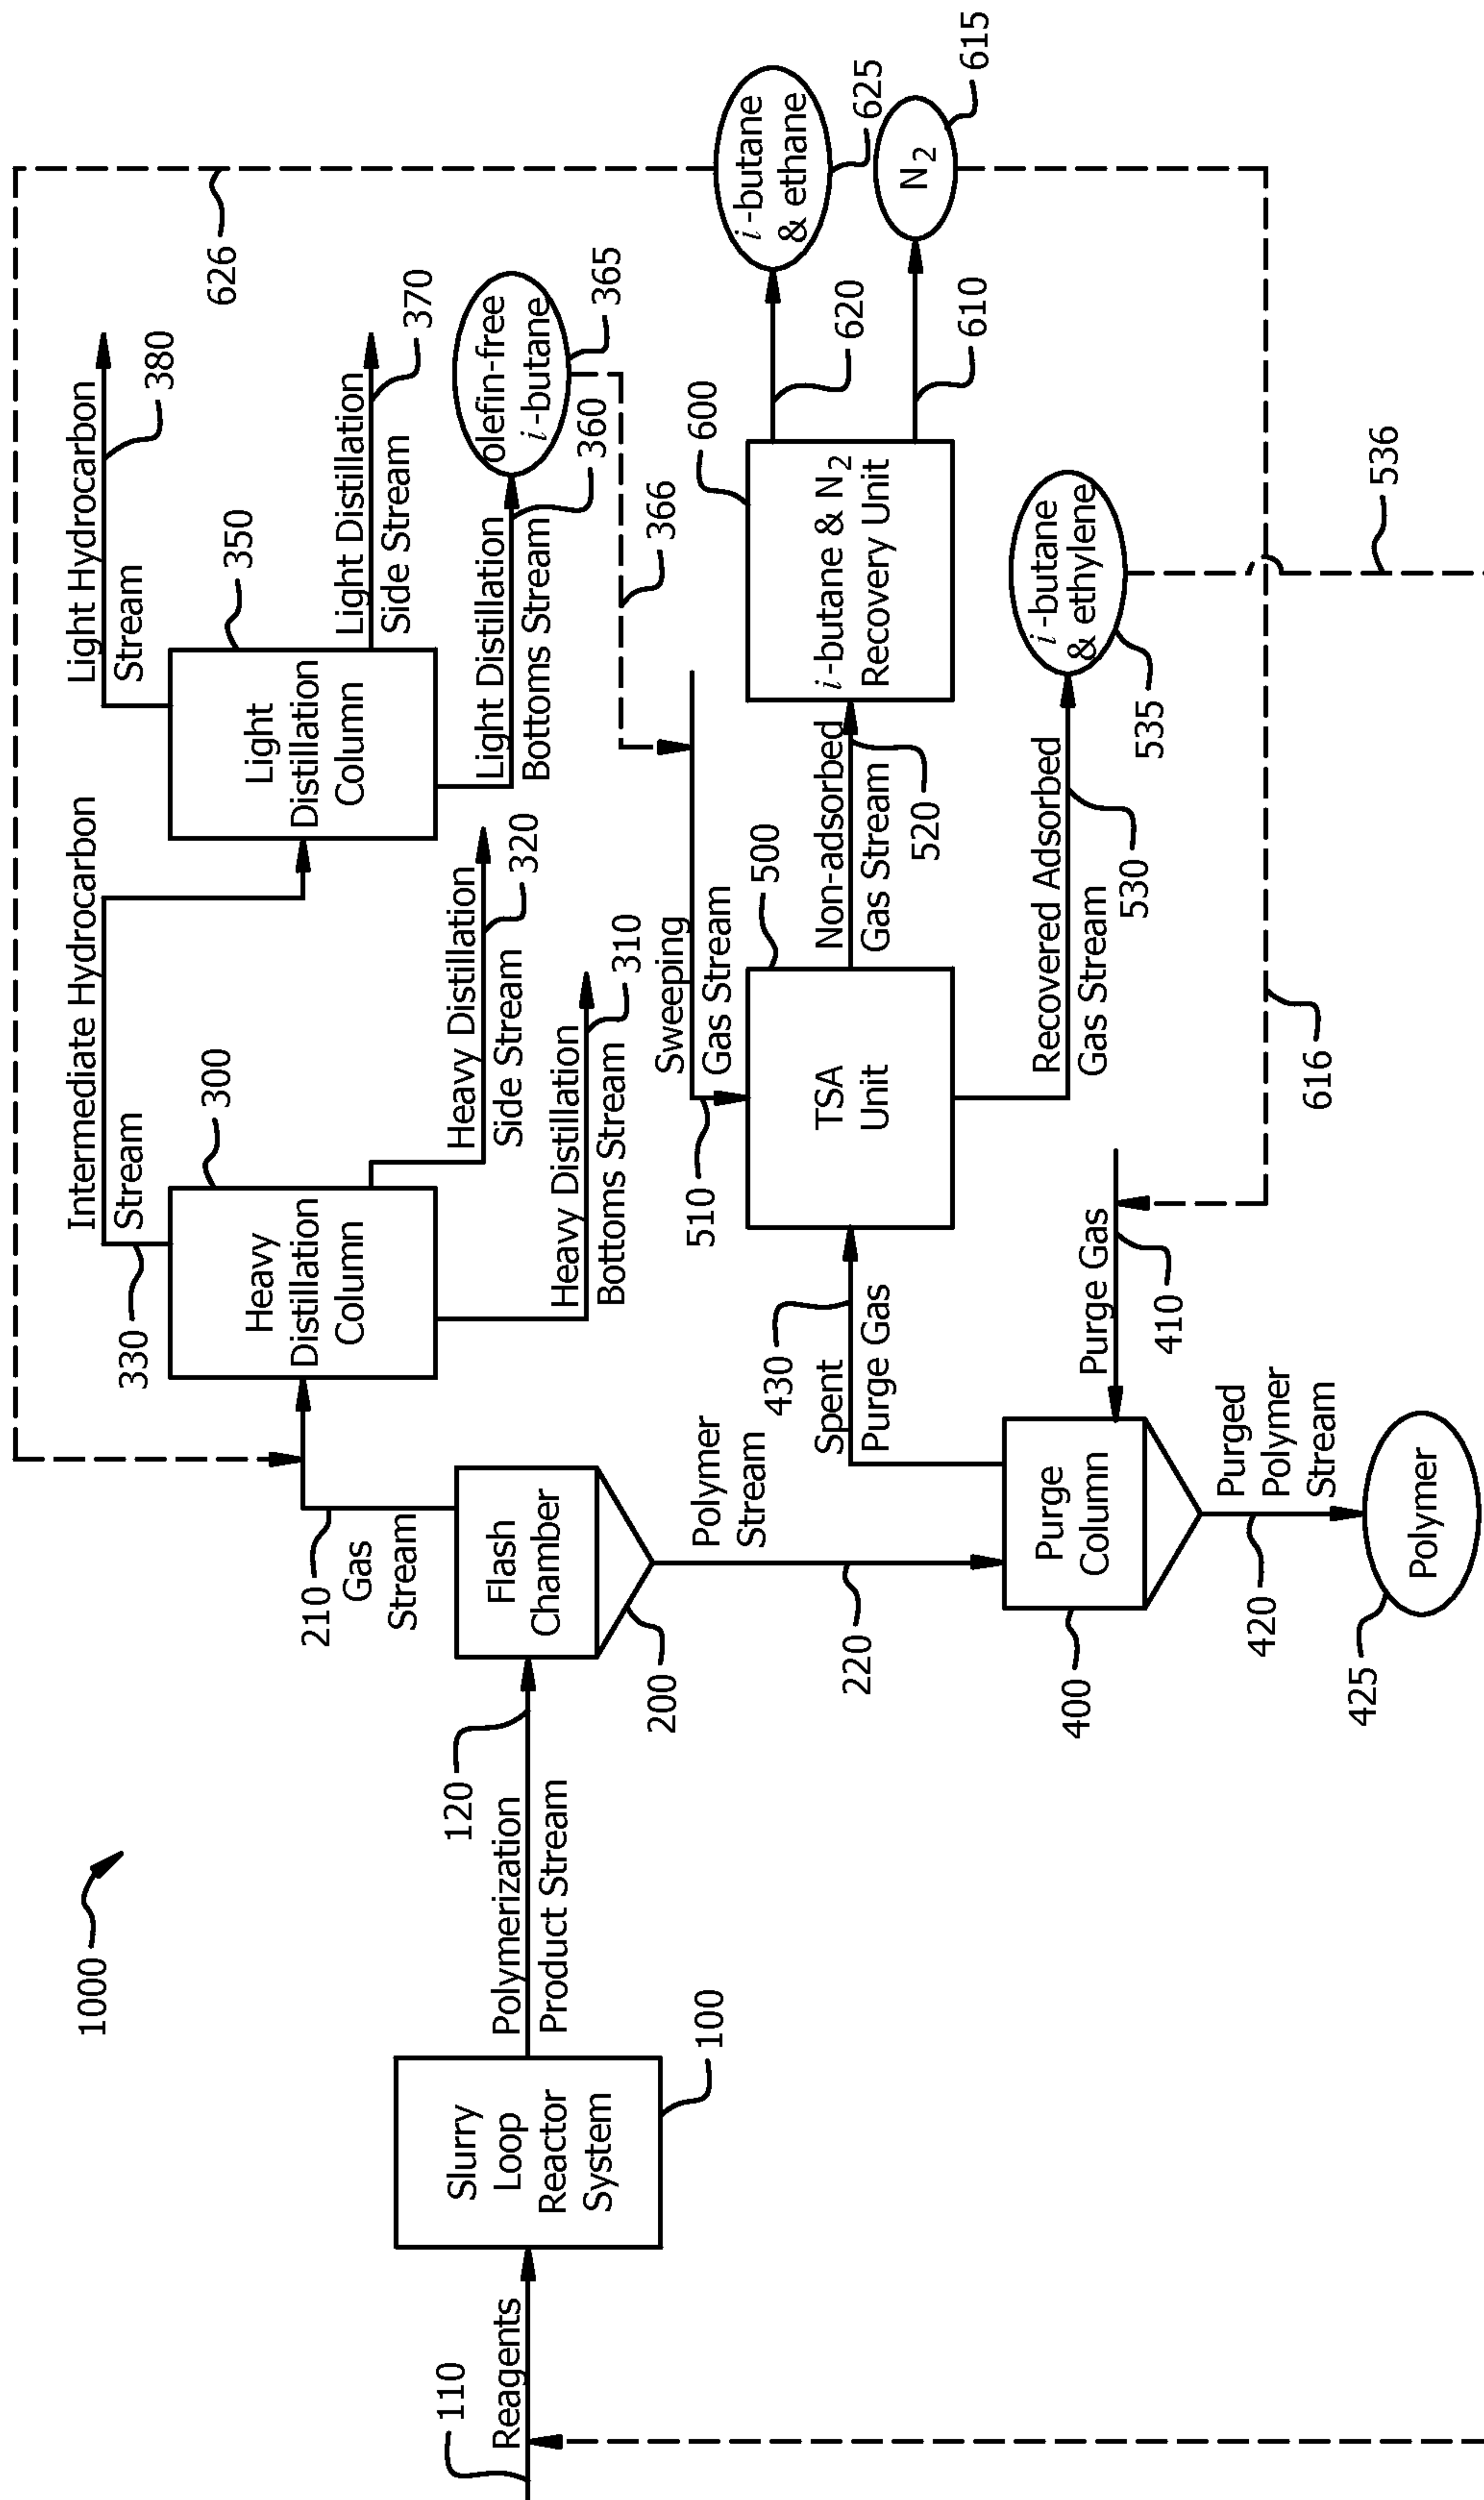 1000
110
Reagents
Slurry
Loop
Reactor
System
100
Polymerization
Product Stream
120
Flash
Chamber
200
210
Gas
Stream
Polymer
Stream
220
330
Intermediate Hydrocarbon
Stream
Heavy
Distillation
Column
300
Heavy Distillation
Side Stream
320
Heavy Distillation
Bottoms Stream
310
Light
Distillation
Column
350
Light Hydrocarbon
Stream
380
Light Distillation
Side Stream
370
Light Distillation
Bottoms Stream
360
olefin-free
i-butane
365
366
626
Sweeping
Gas Stream
510
TSA
Unit
500
Spent
Purge Gas
430
Non-adsorbed
Gas Stream
520
i-butane & N2
Recovery Unit
600
620
610
i-butane
& ethane
625
N2
615
Recovered Adsorbed
Gas Stream
530
i-butane
& ethylene
535
536
616
Purge
Column
400
Purge Gas
410
Purged
Polymer
Stream
420
Polymer
425